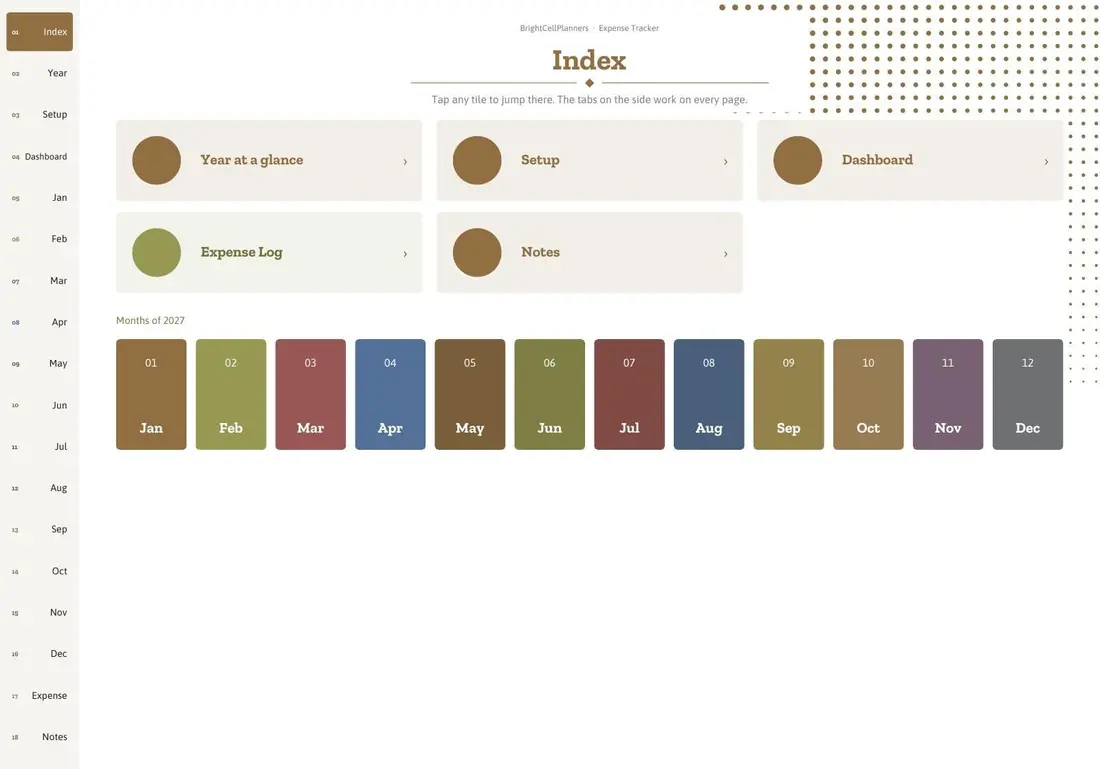 01 Index
02 Year
03 Setup
04 Dashboard
05 Jan
06 Feb
07 Mar
08 Apr
09 May
10 Jun
11 Jul
12 Aug
13 Sep
14 Oct
15 Nov
16 Dec
17 Expense
18 Notes
BrightCellPlanners · Expense Tracker
Index
Tap any tile to jump there. The tabs on the side work on every page.
Year at a glance ›
Setup ›
Dashboard ›
Expense Log ›
Notes ›
Months of 2027
01 02 03 04 05 06 07 08 09 10 11 12
Jan Feb Mar Apr May Jun Jul Aug Sep Oct Nov Dec